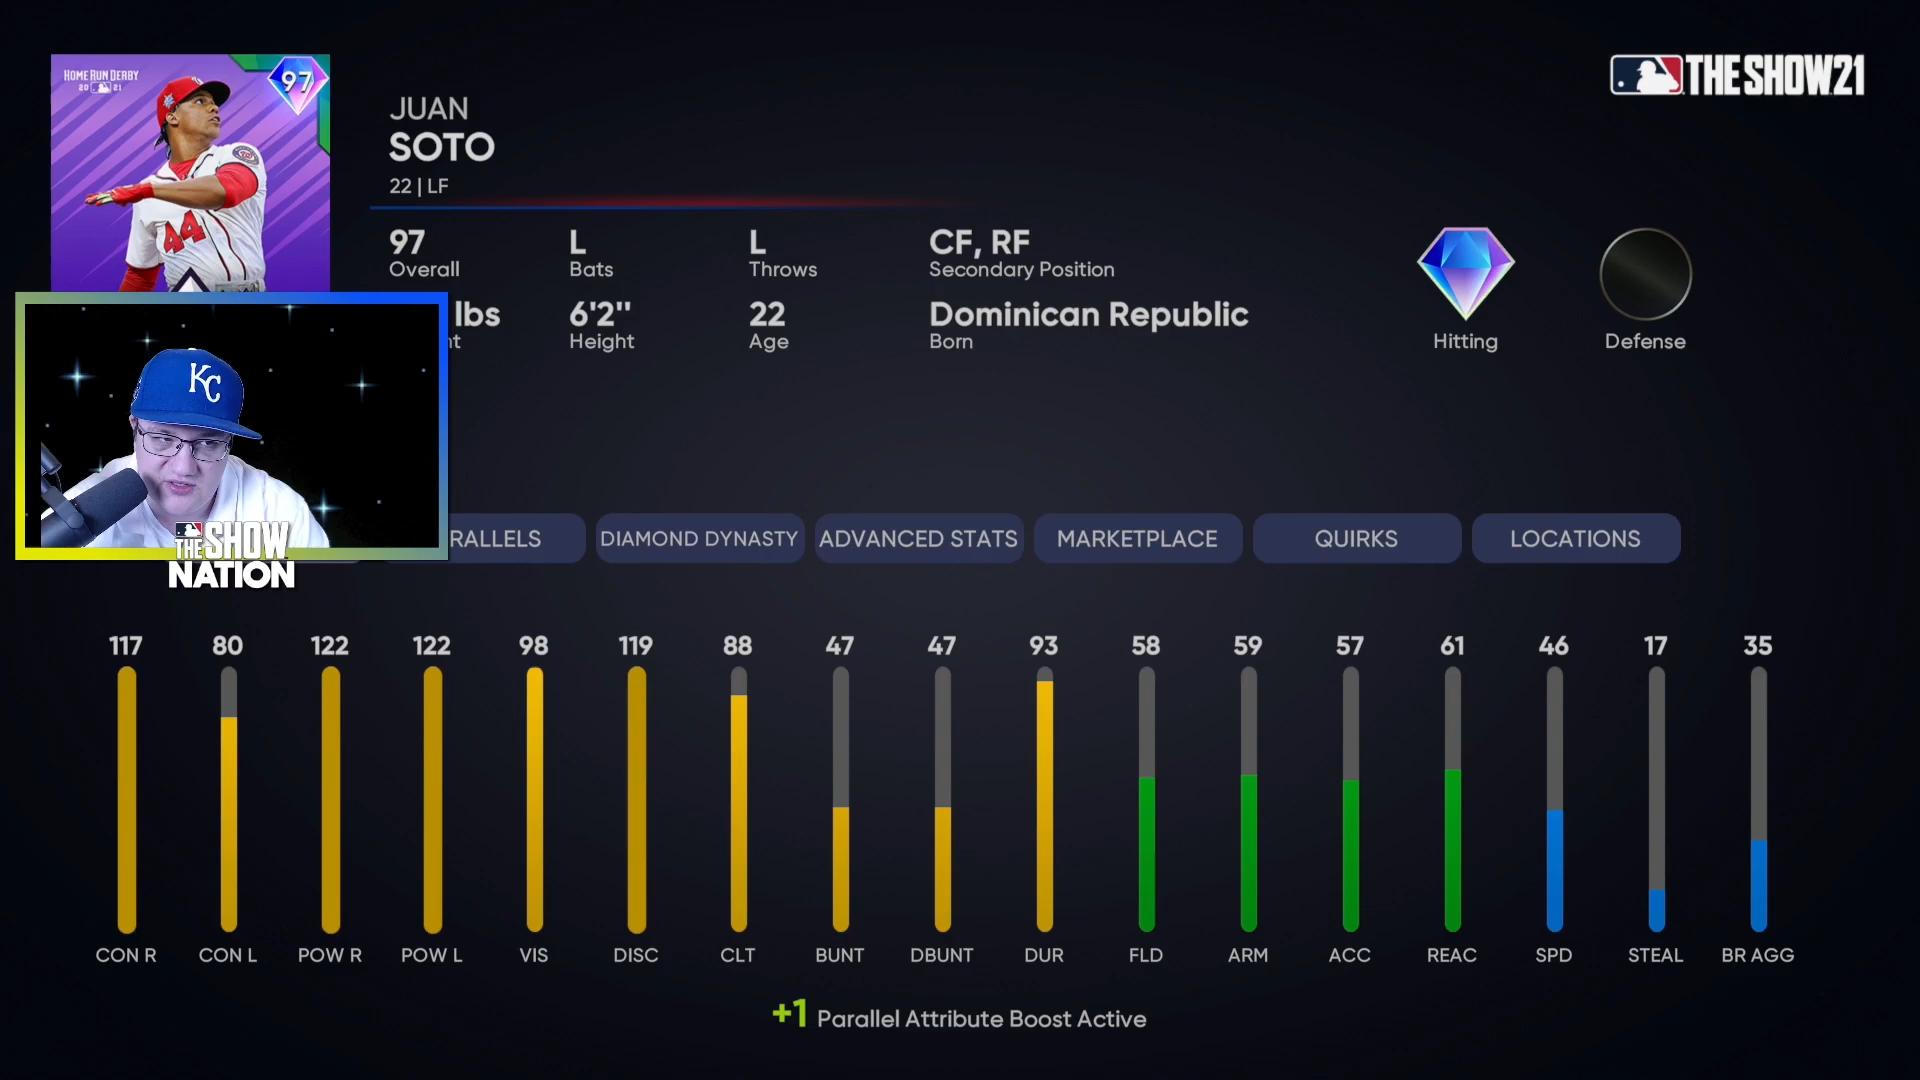 HOME RUN DERBY
20 21
97
44
THE SHOW 21
JUAN
SOTO
22 | LF
97
Overall
L
Bats
L
Throws
CF, RF
Secondary Position
lbs
6'2"
Height
22
Age
Dominican Republic
Born
Hitting
Defense
KC
THE SHOW
NATION
RALLELS
DIAMOND DYNASTY
ADVANCED STATS
MARKETPLACE
QUIRKS
LOCATIONS
117 80 122 122 98 119 88 47 47 93 58 59 57 61 46 17 35
CON R CON L POW R POW L VIS DISC CLT BUNT DBUNT DUR FLD ARM ACC REAC SPD STEAL BR AGG
+1 Parallel Attribute Boost Active